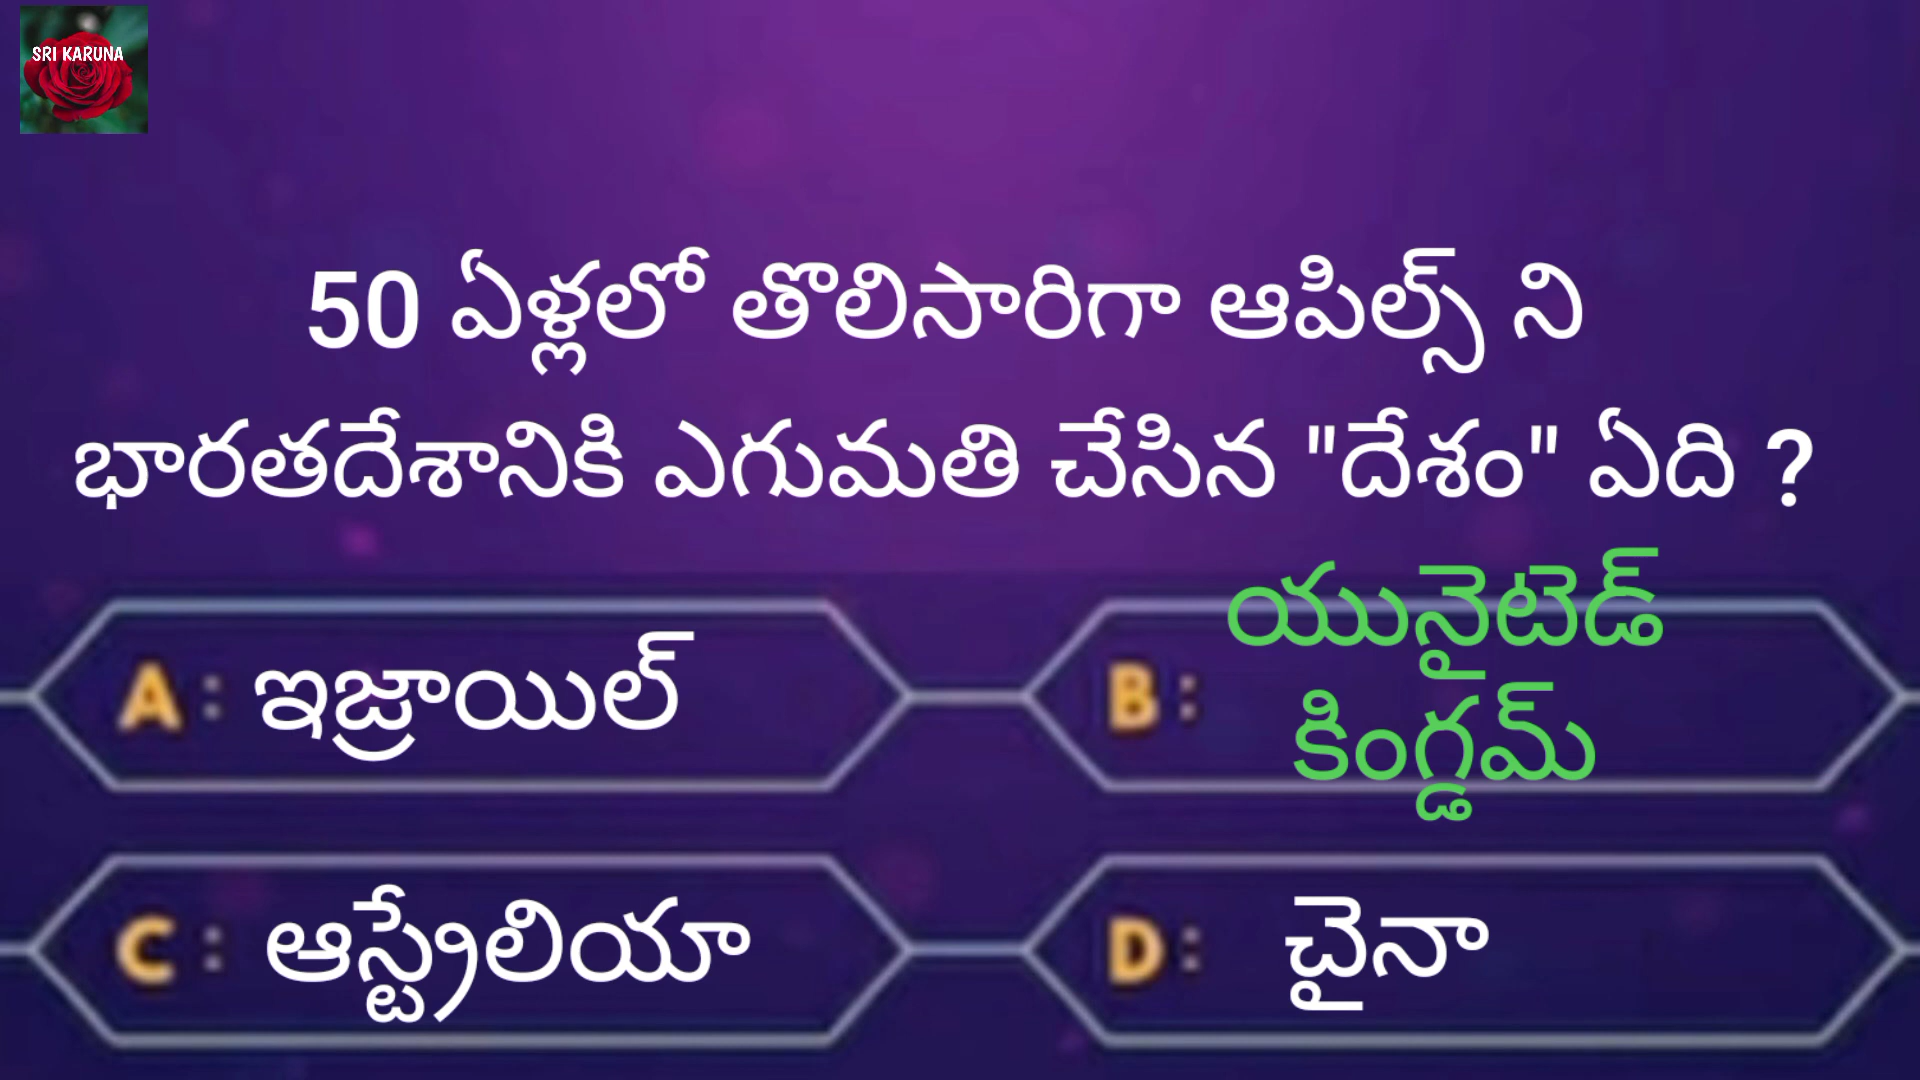 SRI KARUNA
50 ఏళ్లలో తొలిసారిగా ఆపిల్స్ ని
భారతదేశానికి ఎగుమతి చేసిన "దేశం" ఏది ?
A : ఇజ్రాయిల్
B : యునైటెడ్
కింగ్డమ్
C : ఆస్ట్రేలియా
D : చైనా